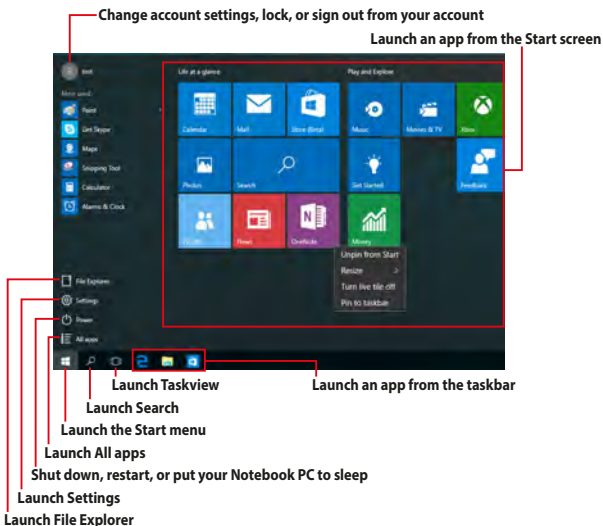 Change account settings, lock, or sign out from your account
Launch an app from the Start screen
test
Life at a glance
Play and Explore
Most used
Paint
Get Skype
Maps
Snipping Tool
Calculator
Alarms & Clock
Calendar
Mail
Store (Beta)
Music
Movies & TV
Xbox
Photos
Search
Get Started
Feedback
People
News
OneNote
Money
Unpin from Start
Resize
Turn live tile off
Pin to taskbar
File Explorer
Settings
Power
All apps
Launch Taskview
Launch an app from the taskbar
Launch Search
Launch the Start menu
Launch All apps
Shut down, restart, or put your Notebook PC to sleep
Launch Settings
Launch File Explorer